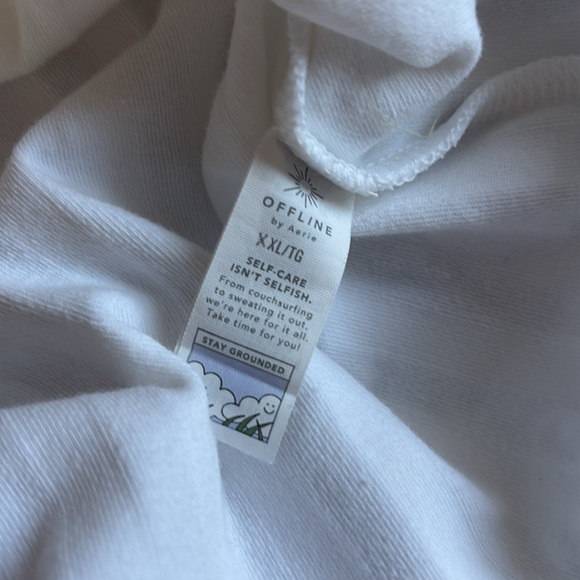 OFFLINE
by Aerie
XXL/TG
SELF-CARE
ISN'T SELFISH.
From couchsurfing
to sweating it out,
we're here for it all.
Take time for you!
STAY GROUNDED